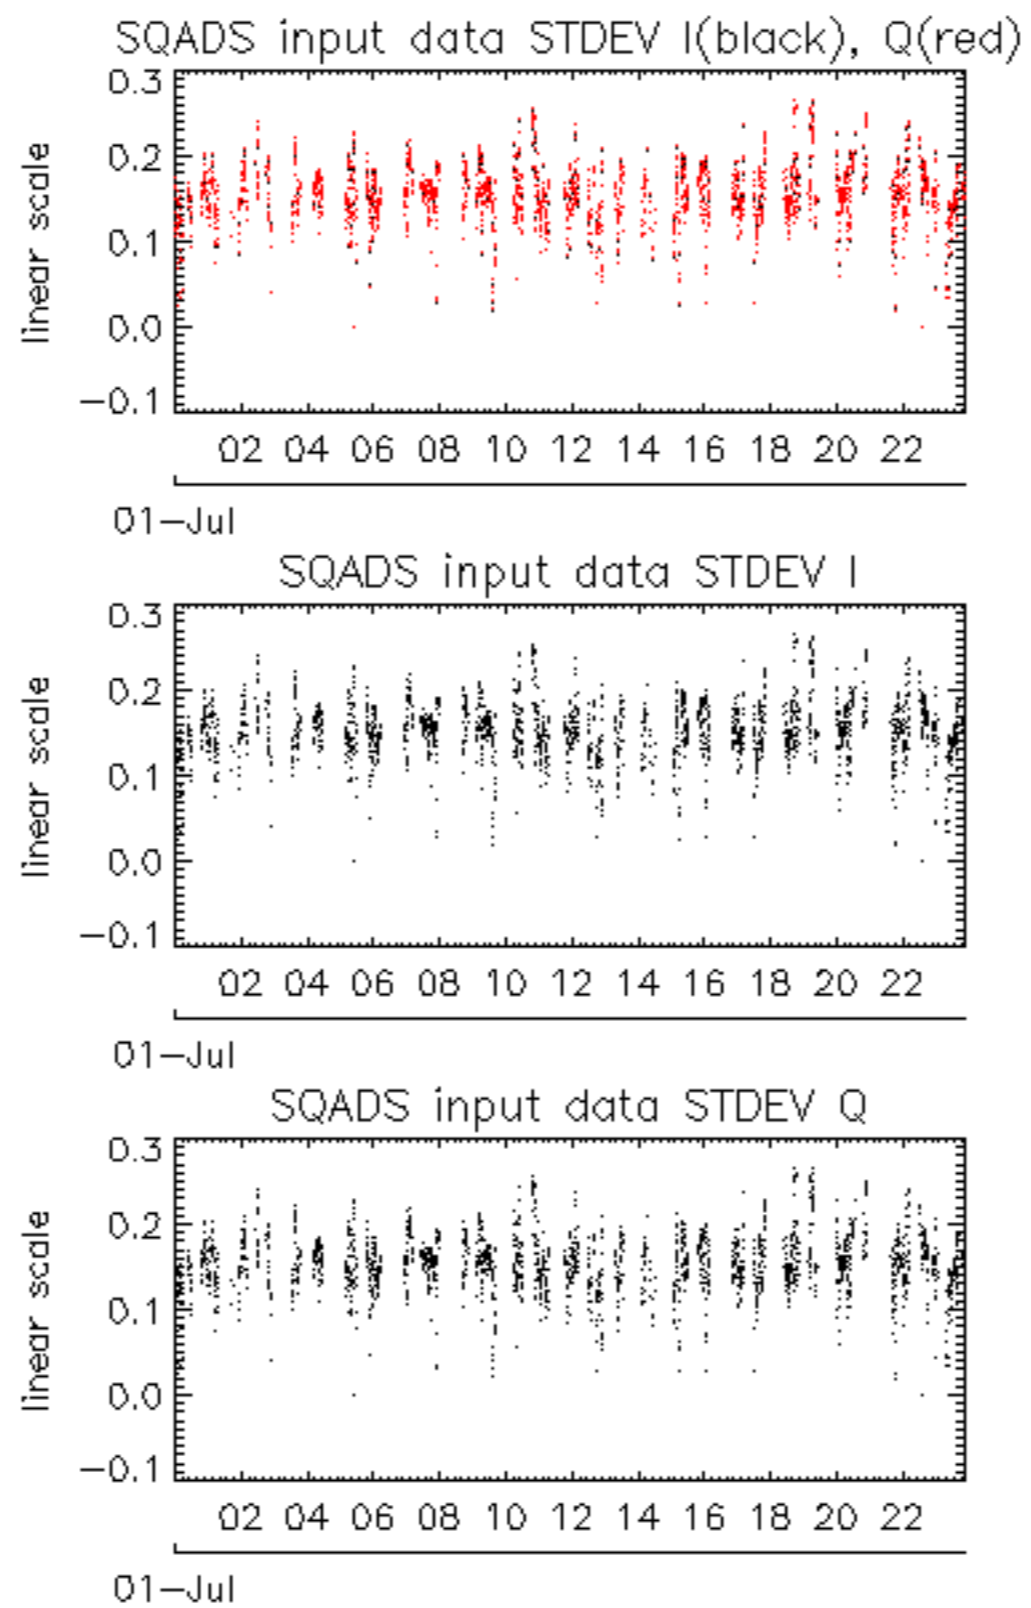 SQADS input data STDEV I(black), Q(red)
linear scale
0.3
0.2
0.1
0.0
−0.1
02 04 06 08 10 12 14 16 18 20 22
01−Jul
SQADS input data STDEV I
linear scale
0.3
0.2
0.1
0.0
−0.1
02 04 06 08 10 12 14 16 18 20 22
01−Jul
SQADS input data STDEV Q
linear scale
0.3
0.2
0.1
0.0
−0.1
02 04 06 08 10 12 14 16 18 20 22
01−Jul